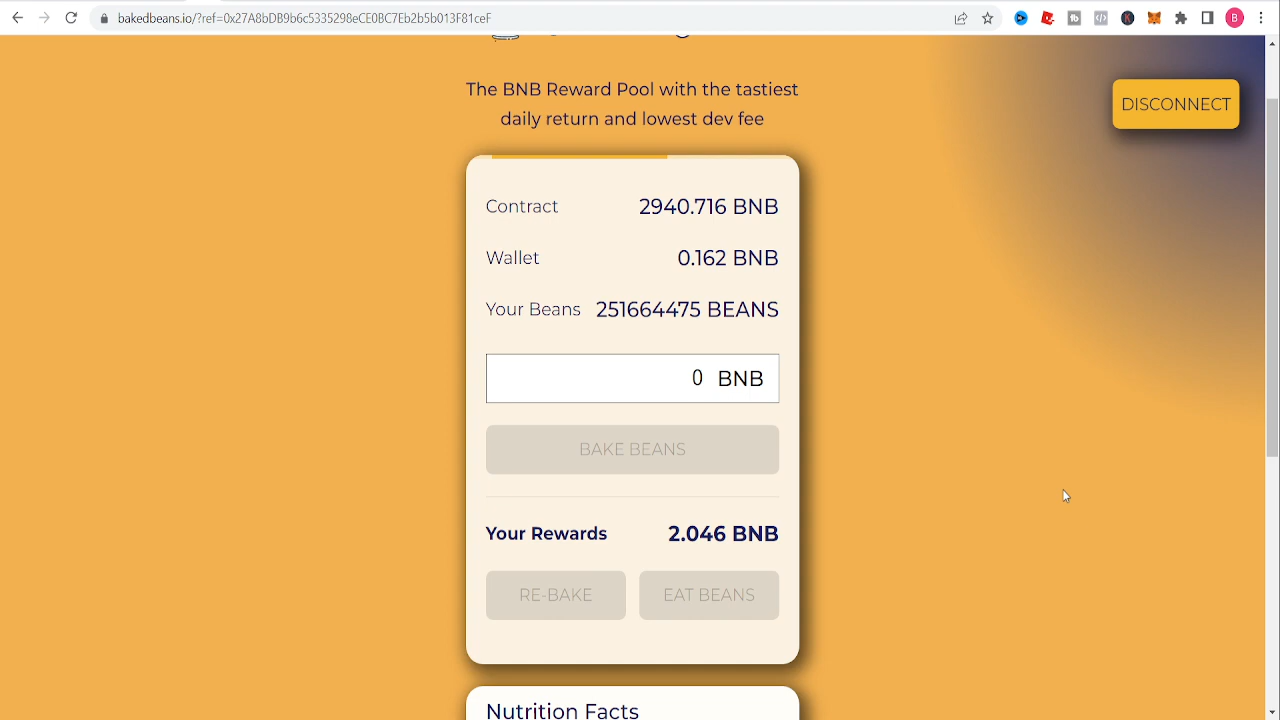 bakedbeans.io/?ref=0x27A8bDB9b6c5335298eCE0BC7Eb2b3b013F81ceF
B
The BNB Reward Pool with the tastiest
daily return and lowest dev fee
DISCONNECT
Contract 2940.716 BNB
Wallet 0.162 BNB
Your Beans 251664475 BEANS
0 BNB
BAKE BEANS
Your Rewards 2.046 BNB
RE-BAKE EAT BEANS
Nutrition Facts